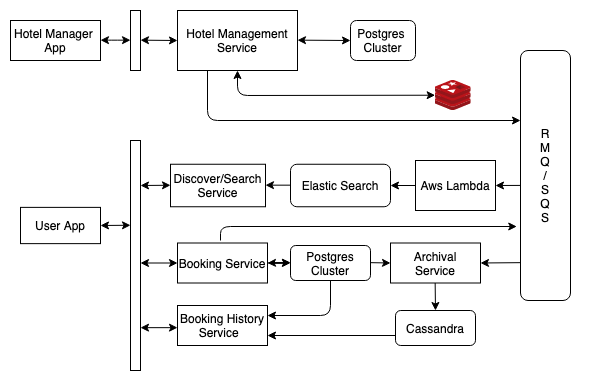 Hotel Manager
App
Hotel Management
Service
Postgres
Cluster
R
M
Q
/
S
Q
S
Discover/Search
Service
Elastic Search
Aws Lambda
User App
Booking Service
Postgres
Cluster
Archival
Service
Booking History
Service
Cassandra